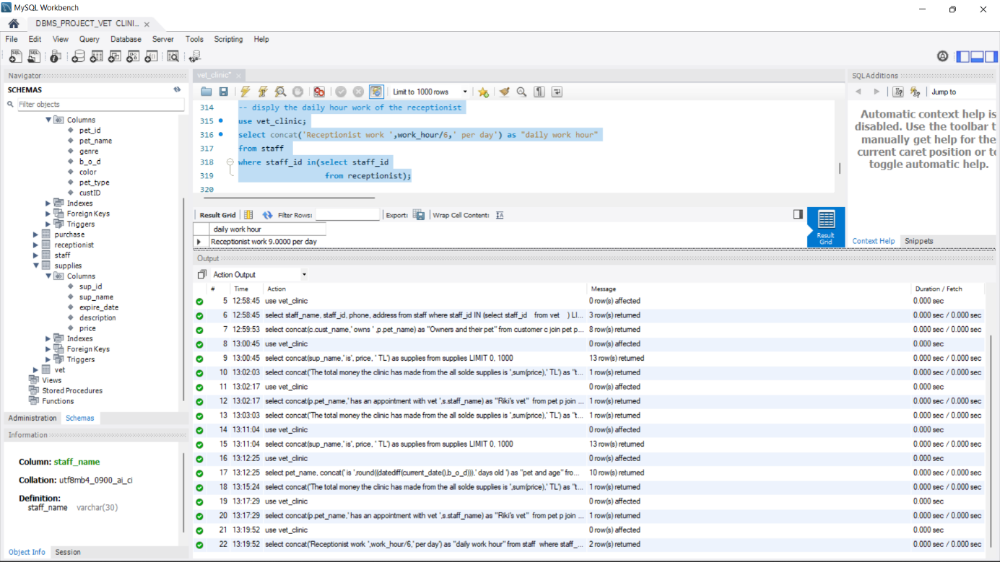 MySQL Workbench
DBMS_PROJECT_VET CLINI... ×
File Edit View Query Database Server Tools Scripting Help
Navigator
SCHEMAS
Filter objects
Columns
pet_id
pet_name
genre
b_o_d
color
pet_type
custID
Indexes
Foreign Keys
Triggers
purchase
receptionist
staff
supplies
Columns
sup_id
sup_name
expire_date
description
price
Indexes
Foreign Keys
Triggers
vet
Views
Stored Procedures
Functions
Administration Schemas
Information
Column: staff_name
Collation: utf8mb4_0900_ai_ci
Definition:
staff_name varchar(30)
Object Info Session
vet_clinic* ×
Limit to 1000 rows
314 -- disply the daily hour work of the receptionist
315 use vet_clinic;
316 select concat('Receptionist work ',work_hour/6,' per day') as "daily work hour"
317 from staff
318 where staff_id in(select staff_id
319 from receptionist);
320
Result Grid Filter Rows: Export: Wrap Cell Content:
daily work hour
Receptionist work 9.0000 per day
Result
Grid
Output
Action Output
# Time Action Message Duration / Fetch
5 12:58:45 use vet_clinic 0 row(s) affected 0.000 sec
6 12:58:45 select staff_name, staff_id, phone, address from staff where staff_id IN (select staff_id from vet ) LI... 3 row(s) returned 0.000 sec / 0.000 sec
7 12:59:53 select concat(c.cust_name,' owns ' ,p.pet_name) as "Owners and their pet" from customer c join pet p... 8 row(s) returned 0.000 sec / 0.000 sec
8 13:00:45 use vet_clinic 0 row(s) affected 0.000 sec
9 13:00:45 select concat(sup_name,' is', price, ' TL') as supplies from supplies LIMIT 0, 1000 13 row(s) returned 0.000 sec / 0.000 sec
10 13:02:03 select concat('The total money the clinic has made from the all solde supplies is ',sum(price),' TL') as "t... 1 row(s) returned 0.000 sec / 0.000 sec
11 13:02:17 use vet_clinic 0 row(s) affected 0.000 sec
12 13:02:17 select concat(p.pet_name,' has an appointment with vet ',s.staff_name) as "Riki's vet" from pet p join ... 1 row(s) returned 0.000 sec / 0.000 sec
13 13:03:03 select concat('The total money the clinic has made from the all solde supplies is ',sum(price),' TL') as "t... 1 row(s) returned 0.000 sec / 0.000 sec
14 13:11:04 use vet_clinic 0 row(s) affected 0.000 sec
15 13:11:04 select concat(sup_name,' is', price, ' TL') as supplies from supplies LIMIT 0, 1000 13 row(s) returned 0.000 sec / 0.000 sec
16 13:12:25 use vet_clinic 0 row(s) affected 0.000 sec
17 13:12:25 select pet_name, concat(' is ',round((datediff(current_date(),b_o_d))),' days old ') as "pet and age" fro... 10 row(s) returned 0.000 sec / 0.000 sec
18 13:15:24 select concat('The total money the clinic has made from the all solde supplies is ',sum(price),' TL') as "t... 1 row(s) returned 0.000 sec / 0.000 sec
19 13:17:29 use vet_clinic 0 row(s) affected 0.000 sec
20 13:17:29 select concat(p.pet_name,' has an appointment with vet ',s.staff_name) as "Riki's vet" from pet p join ... 1 row(s) returned 0.000 sec / 0.000 sec
21 13:19:52 use vet_clinic 0 row(s) affected 0.000 sec
22 13:19:52 select concat('Receptionist work ',work_hour/6,' per day') as "daily work hour" from staff where staff_... 2 row(s) returned 0.000 sec / 0.000 sec
SQLAdditions
Jump to
Automatic context help is
disabled. Use the toolbar t
manually get help for the
current caret position or to
toggle automatic help.
Context Help Snippets